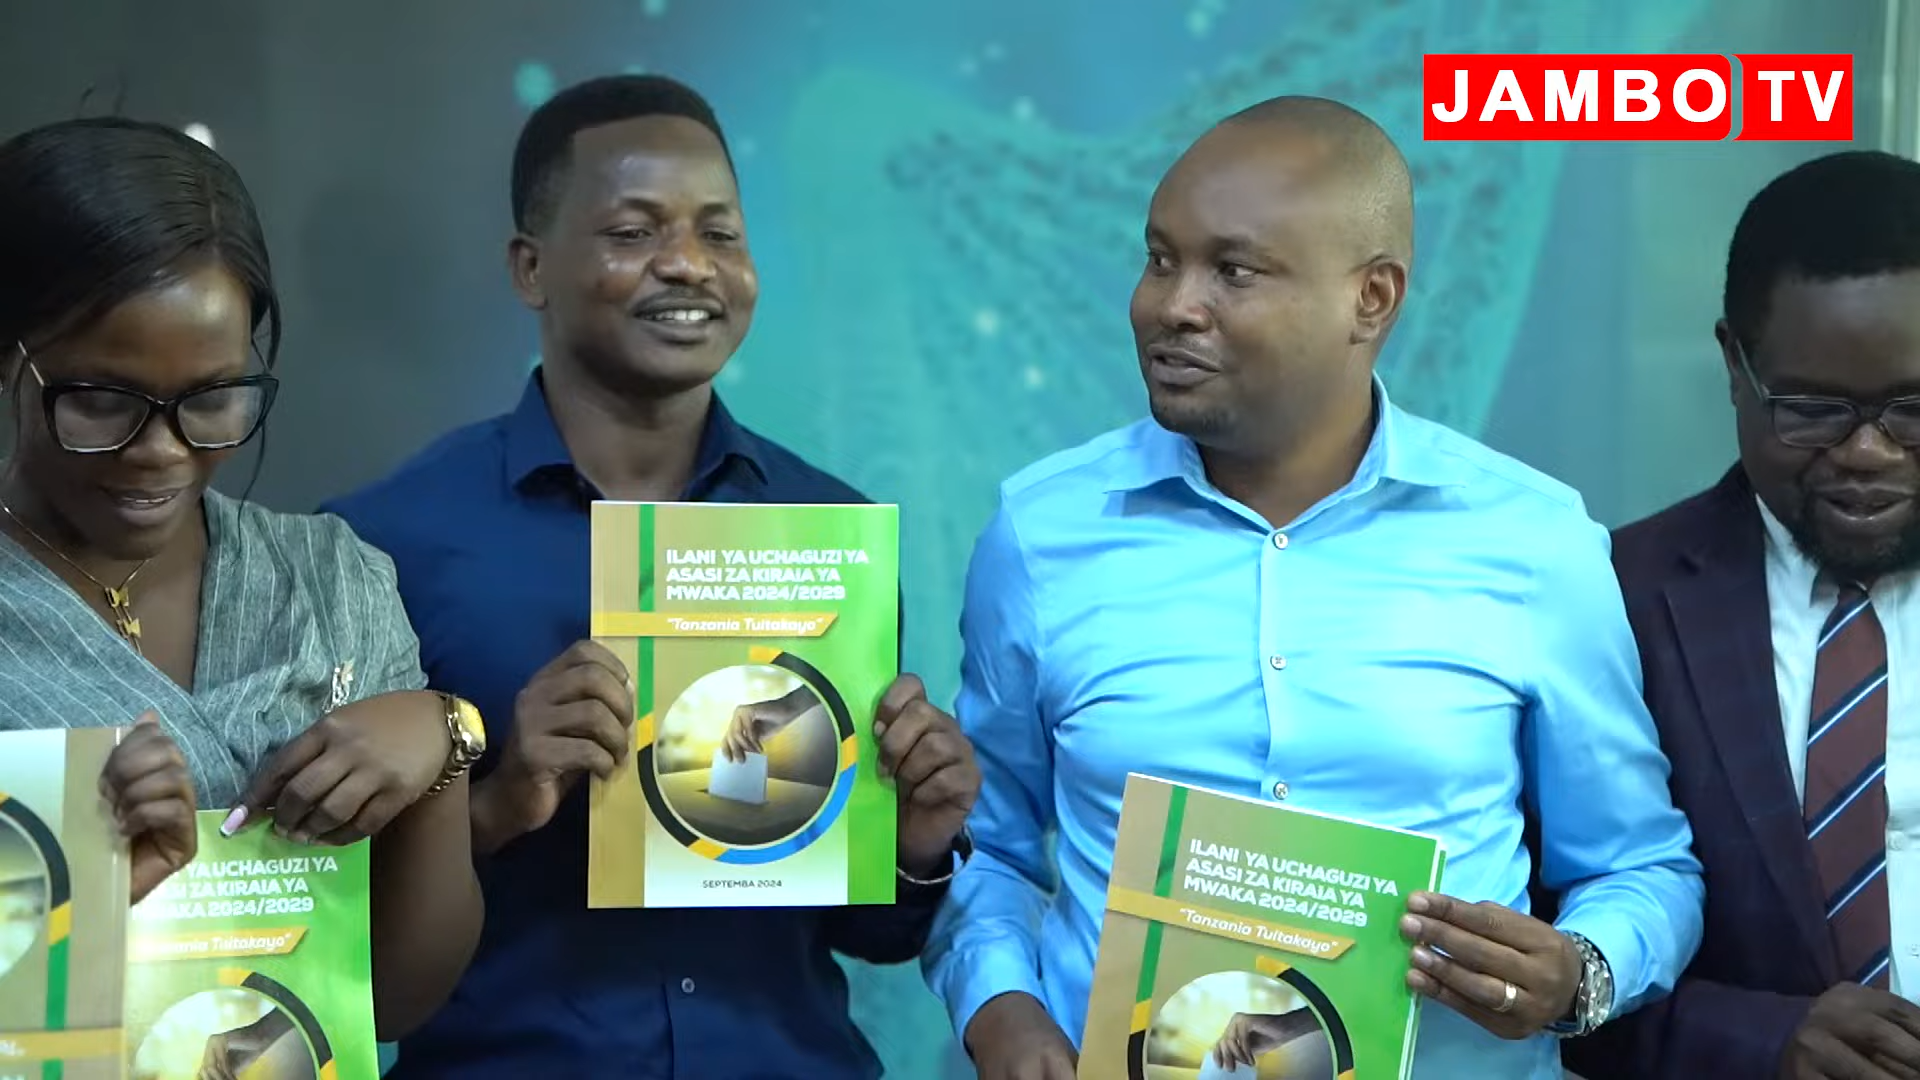 JAMBO TV
ILANI YA UCHAGUZI YA
ASASI ZA KIRAIA YA
MWAKA 2024/2029
"Tanzania Tuitakayo"
SEPTEMBA 2024
YA UCHAGUZI YA
ZA KIRAIA YA
2024/2029
Tuitakayo"
ILANI YA UCHAGUZI YA
ASASI ZA KIRAIA YA
MWAKA 2024/2029
"Tanzania Tuitakayo"